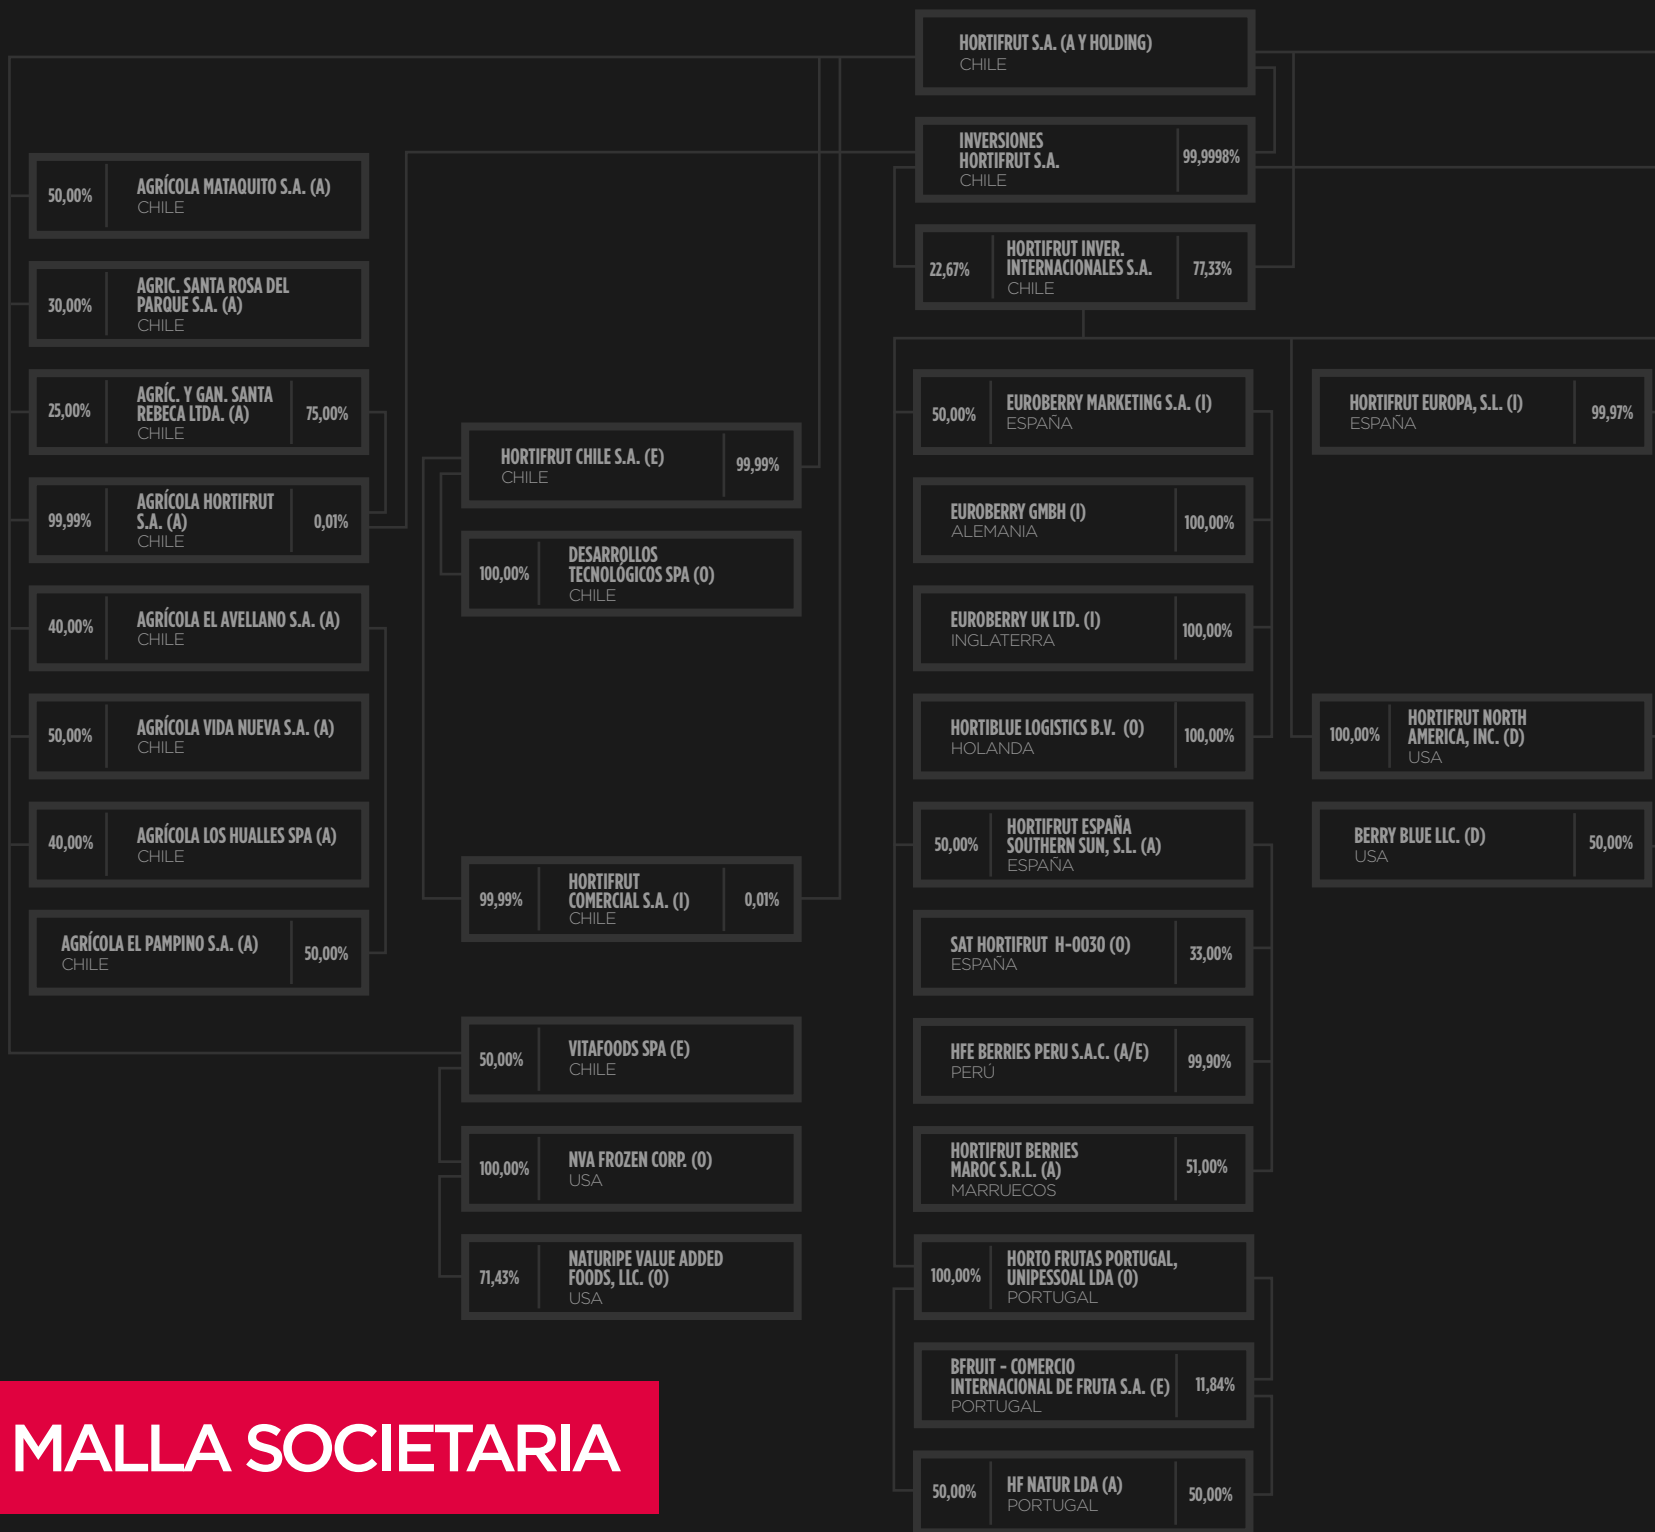 HORTIFRUT S.A. (A Y HOLDING)
CHILE
INVERSIONES
HORTIFRUT S.A.
CHILE
99,9998%
22,67%
HORTIFRUT INVER.
INTERNACIONALES S.A.
CHILE
77,33%
50,00%
AGRÍCOLA MATAQUITO S.A. (A)
CHILE
30,00%
AGRIC. SANTA ROSA DEL
PARQUE S.A. (A)
CHILE
25,00%
AGRÍC. Y GAN. SANTA
REBECA LTDA. (A)
CHILE
75,00%
99,99%
AGRÍCOLA HORTIFRUT
S.A. (A)
CHILE
0,01%
40,00%
AGRÍCOLA EL AVELLANO S.A. (A)
CHILE
50,00%
AGRÍCOLA VIDA NUEVA S.A. (A)
CHILE
40,00%
AGRÍCOLA LOS HUALLES SPA (A)
CHILE
AGRÍCOLA EL PAMPINO S.A. (A)
CHILE
50,00%
HORTIFRUT CHILE S.A. (E)
CHILE
99,99%
100,00%
DESARROLLOS
TECNOLÓGICOS SPA (O)
CHILE
99,99%
HORTIFRUT
COMERCIAL S.A. (I)
CHILE
0,01%
50,00%
VITAFOODS SPA (E)
CHILE
100,00%
NVA FROZEN CORP. (O)
USA
71,43%
NATURIPE VALUE ADDED
FOODS, LLC. (O)
USA
50,00%
EUROBERRY MARKETING S.A. (I)
ESPAÑA
EUROBERRY GMBH (I)
ALEMANIA
100,00%
EUROBERRY UK LTD. (I)
INGLATERRA
100,00%
HORTIBLUE LOGISTICS B.V. (O)
HOLANDA
100,00%
50,00%
HORTIFRUT ESPAÑA
SOUTHERN SUN, S.L. (A)
ESPAÑA
SAT HORTIFRUT H-0030 (O)
ESPAÑA
33,00%
HFE BERRIES PERU S.A.C. (A/E)
PERÚ
99,90%
HORTIFRUT BERRIES
MAROC S.R.L. (A)
MARRUECOS
51,00%
100,00%
HORTO FRUTAS PORTUGAL,
UNIPESSOAL LDA (O)
PORTUGAL
BFRUIT - COMERCIO
INTERNACIONAL DE FRUTA S.A. (E)
PORTUGAL
11,84%
50,00%
HF NATUR LDA (A)
PORTUGAL
50,00%
HORTIFRUT EUROPA, S.L. (I)
ESPAÑA
99,97%
100,00%
HORTIFRUT NORTH
AMERICA, INC. (D)
USA
BERRY BLUE LLC. (D)
USA
50,00%
MALLA SOCIETARIA